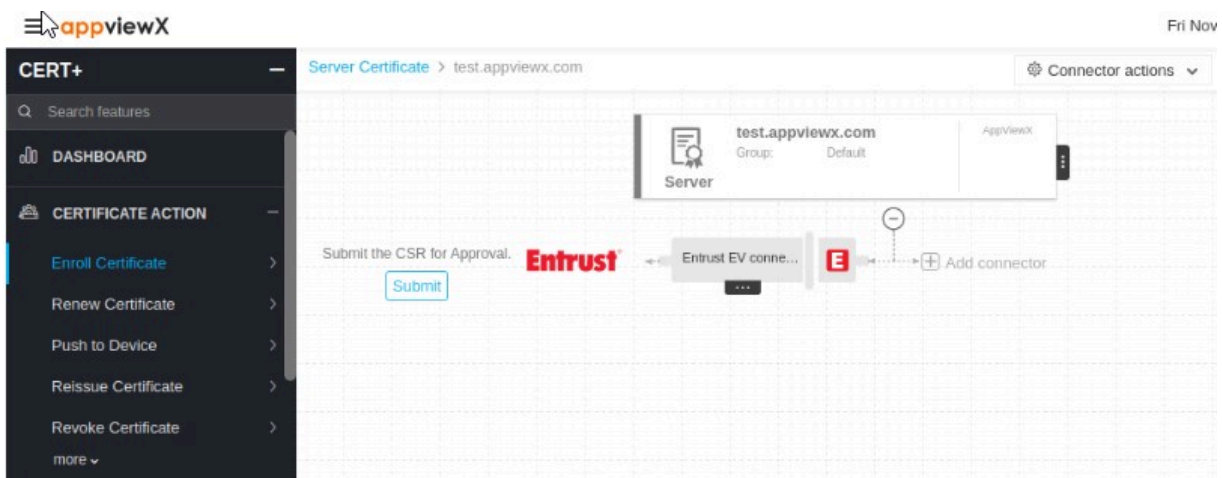 appviewX
Fri Nov
CERT+
Server Certificate > test.appviewx.com
Connector actions
Search features
DASHBOARD
CERTIFICATE ACTION
Enroll Certificate
Renew Certificate
Push to Device
Reissue Certificate
Revoke Certificate
more
test.appviewx.com
Group: Default
AppViewX
Server
Submit the CSR for Approval.
Submit
Entrust
Entrust EV conne...
E
Add connector